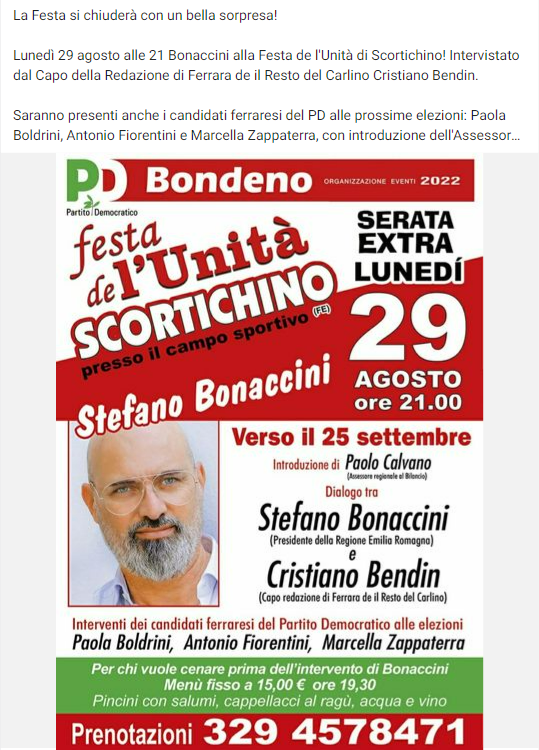 La Festa si chiuderà con un bella sorpresa!
Lunedì 29 agosto alle 21 Bonaccini alla Festa de l'Unità di Scortichino! Intervistato
dal Capo della Redazione di Ferrara de il Resto del Carlino Cristiano Bendin.
Saranno presenti anche i candidati ferraresi del PD alle prossime elezioni: Paola
Boldrini, Antonio Fiorentini e Marcella Zappaterra, con introduzione dell'Assessor...
PD
Partito Democratico
Bondeno
ORGANIZZAZIONE EVENTI 2022
festa
de l'Unità
SCORTICHINO
(FE)
presso il campo sportivo
SERATA
EXTRA
LUNEDÍ
29
AGOSTO
ore 21.00
Stefano Bonaccini
Verso il 25 settembre
Introduzione di Paolo Calvano
(Assessore regionale al Bilancio)
Dialogo tra
Stefano Bonaccini
(Presidente della Regione Emilia Romagna)
e
Cristiano Bendin
(Capo redazione di Ferrara de il Resto del Carlino)
Interventi dei candidati ferraresi del Partito Democratico alle elezioni
Paola Boldrini, Antonio Fiorentini, Marcella Zappaterra
Per chi vuole cenare prima dell'intervento di Bonaccini
Menù fisso a 15,00 € ore 19,30
Pincini con salumi, cappellacci al ragù, acqua e vino
Prenotazioni 329 4578471